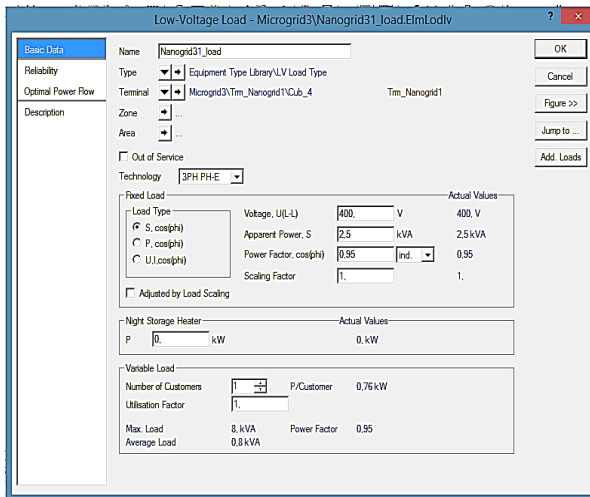 Low-Voltage Load - Microgrid3\Nanogrid31_load.ElmLodlv
?
Basic Data
Reliability
Optimal Power Flow
Description
Name Nanogrid31_load
Type Equipment Type Library\LV Load Type
Terminal Microgrid3\Trm_Nanogrid1\Cub_4 Trm_Nanogrid1
Zone ...
Area ...
Out of Service
Technology 3PH PH-E
Fixed Load Actual Values
Load Type
S, cos(phi)
P, cos(phi)
U,I,cos(phi)
Voltage, U(L-L) 400, V 400, V
Apparent Power, S 2,5 kVA 2,5 kVA
Power Factor, cos(phi) 0,95 ind. 0,95
Scaling Factor 1, 1,
Adjusted by Load Scaling
Night Storage Heater Actual Values
P 0, kW 0, kW
Variable Load
Number of Customers 1 P/Customer 0,76 kW
Utilisation Factor 1,
Max. Load 8, kVA Power Factor 0,95
Average Load 0,8 kVA
OK
Cancel
Figure >>
Jump to ...
Add. Loads